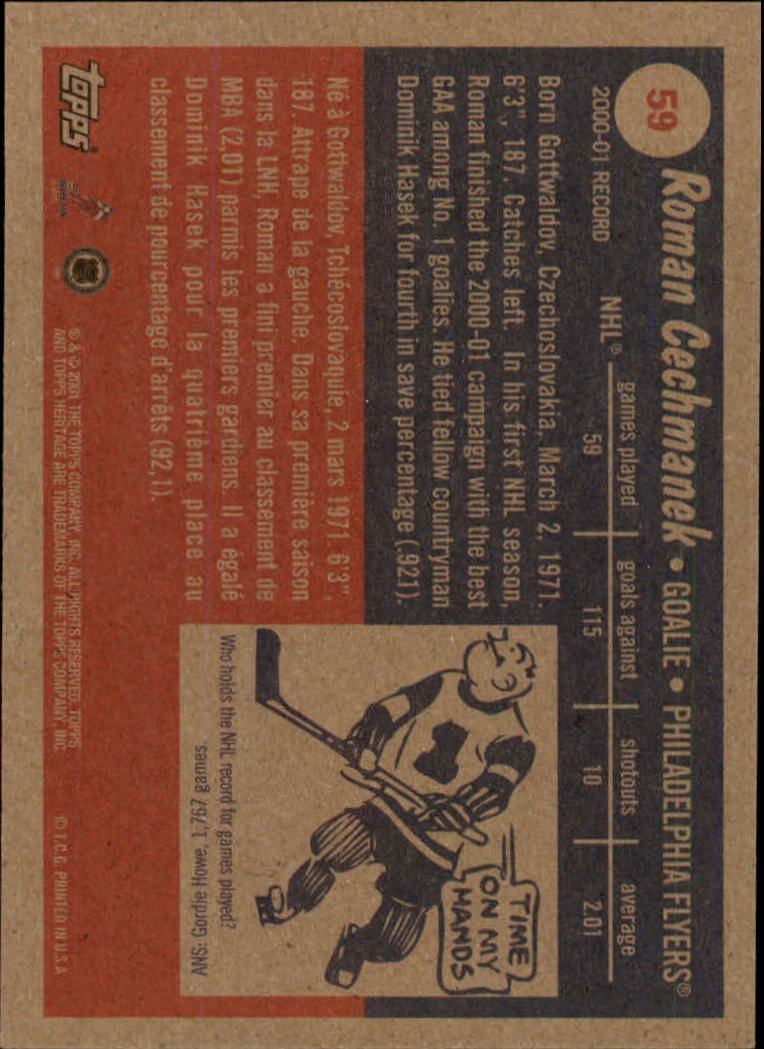 59
Roman Cechmanek • GOALIE • PHILADELPHIA FLYERS®
2000-01 RECORD
games played goals against shotouts average
NHL® 59 115 10 2.01
Born Gottwaldov, Czechoslovakia, March 2, 1971.
6'3", 187. Catches left. In his first NHL season,
Roman finished the 2000-01 campaign with the best
GAA among No. 1 goalies. He tied fellow countryman
Dominik Hasek for fourth in save percentage (.921).
Né à Gottwaldov, Tchécoslovaquie, 2 mars 1971. 6'3",
187. Attrape de la gauche. Dans sa première saison
dans la LNH, Roman a fini premier au classement de
MBA (2,01) parmis les premiers gardiens. Il a égalé
Dominik Hasek pour la quatrième place au
classement de pourcentage d'arrêts (92,1).
TIME
ON MY
HANDS
Who holds the NHL record for games played?
ANS: Gordie Howe, 1,767 games.
topps
® & © 2001 THE TOPPS COMPANY, INC. ALL RIGHTS RESERVED. TOPPS
AND TOPPS HERITAGE ARE TRADEMARKS OF THE TOPPS COMPANY, INC.
© T.C.G. PRINTED IN U.S.A